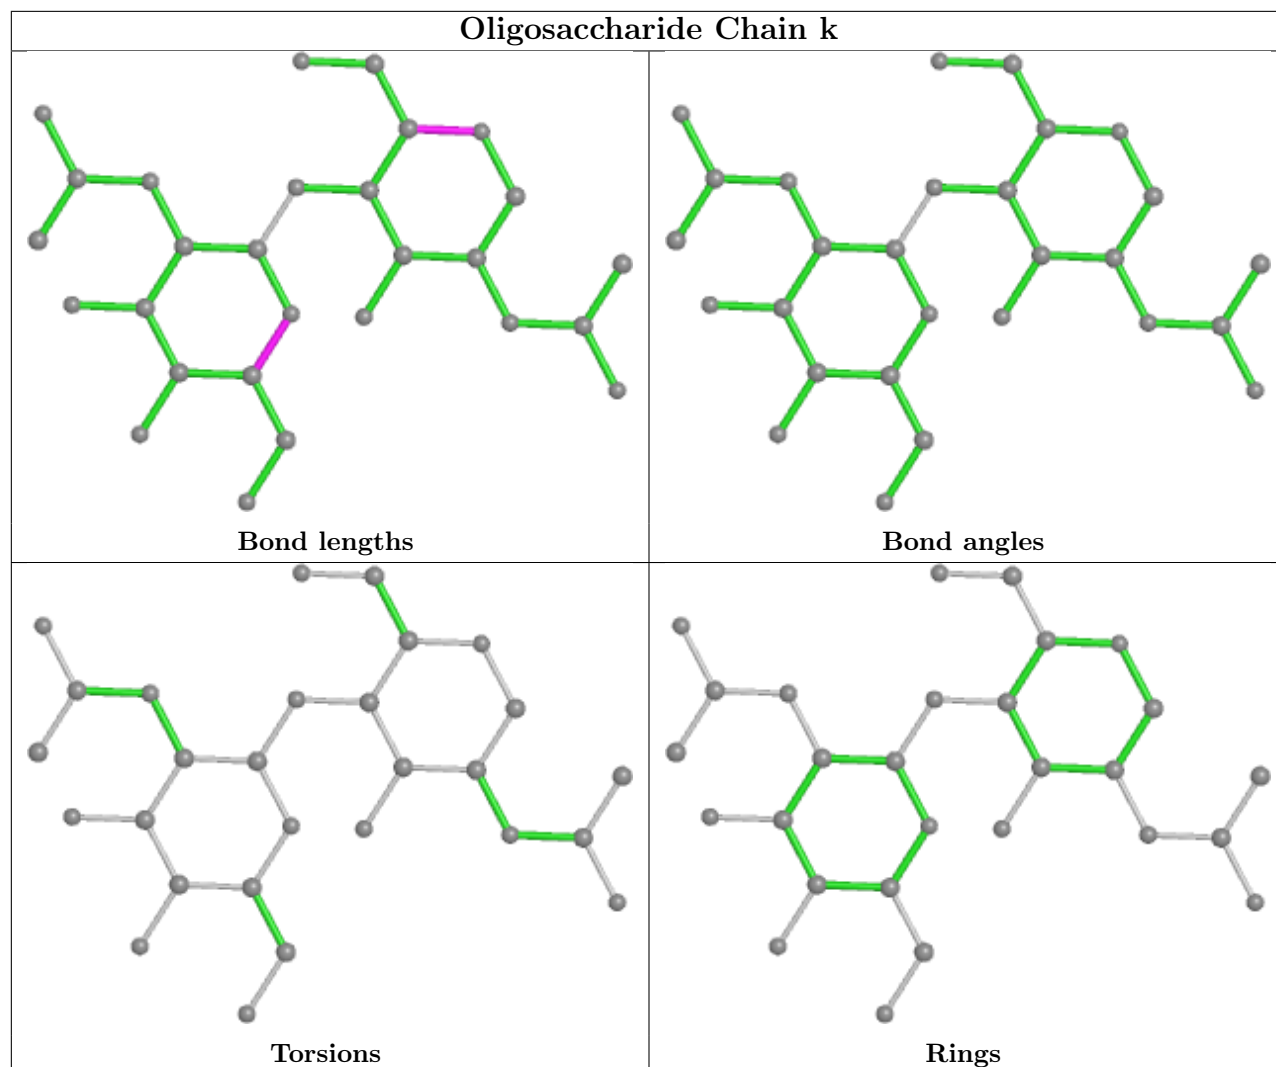 Oligosaccharide Chain k
Bond lengths
Bond angles
Torsions
Rings